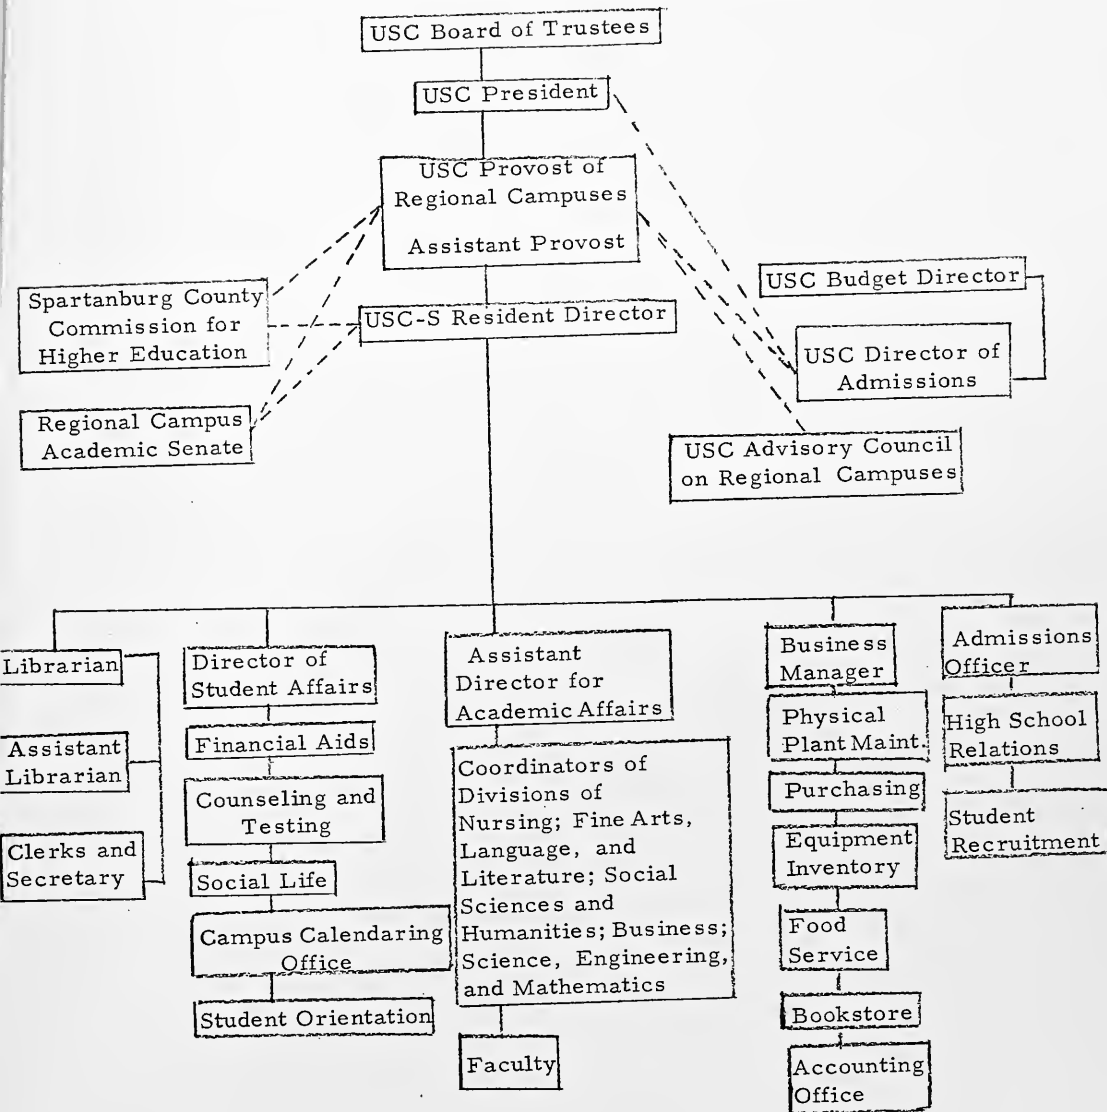 USC Board of Trustees
USC President
USC Provost of
Regional Campuses
Assistant Provost
Spartanburg County
Commission for
Higher Education
USC-S Resident Director
USC Budget Director
USC Director of
Admissions
Regional Campus
Academic Senate
USC Advisory Council
on Regional Campuses
Librarian
Assistant
Librarian
Clerks and
Secretary
Director of
Student Affairs
Financial Aids
Counseling and
Testing
Social Life
Campus Calendaring
Office
Student Orientation
Assistant
Director for
Academic Affairs
Coordinators of
Divisions of
Nursing; Fine Arts,
Language, and
Literature; Social
Sciences and
Humanities; Business;
Science, Engineering,
and Mathematics
Faculty
Business
Manager
Physical
Plant Maint.
Purchasing
Equipment
Inventory
Food
Service
Bookstore
Accounting
Office
Admissions
Officer
High School
Relations
Student
Recruitment